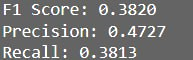 F1 Score: 0.3820
Precision: 0.4727
Recall: 0.3813